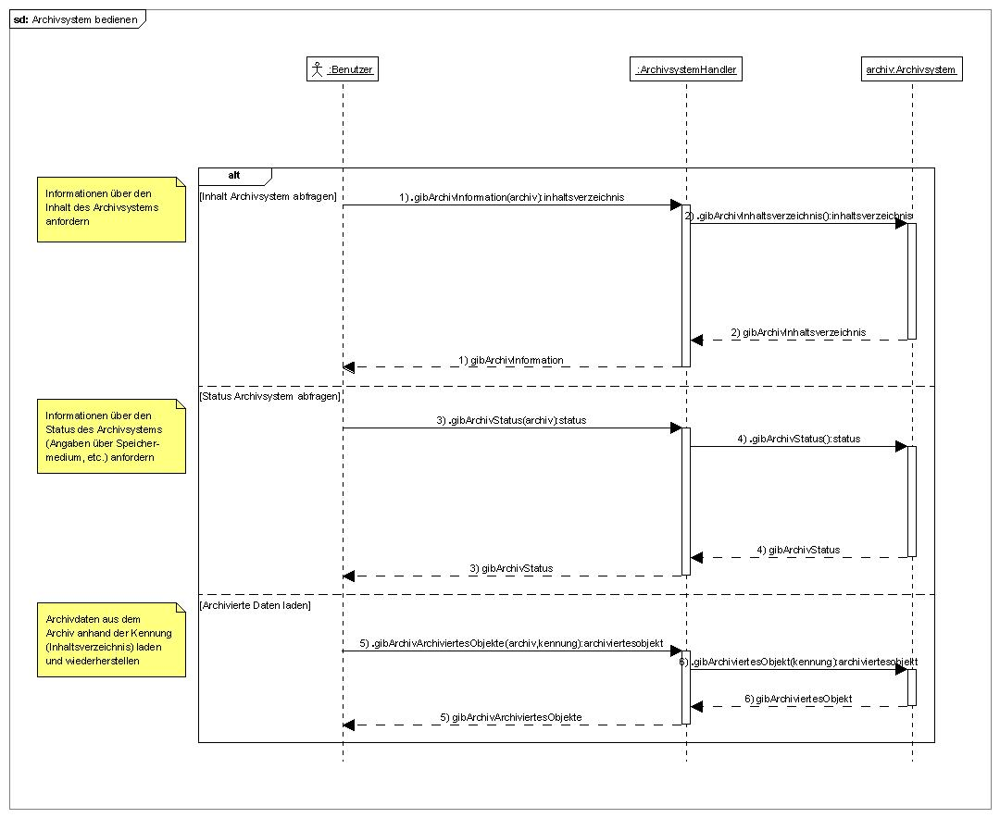 sd: Archivsystem bedienen
:Benutzer
:ArchivsystemHandler
archiv:Archivsystem
alt
Informationen über den
Inhalt des Archivsystems
anfordern
[Inhalt Archivsystem abfragen]
1) .gibArchivInformation(archiv):inhaltsverzeichnis
2) .gibArchivInhaltsverzeichnis():inhaltsverzeichnis
2) gibArchivInhaltsverzeichnis
1) gibArchivInformation
[Status Archivsystem abfragen]
Informationen über den
Status des Archivsystems
(Angaben über Speicher-
medium, etc.) anfordern
3) .gibArchivStatus(archiv):status
4) .gibArchivStatus():status
4) gibArchivStatus
3) gibArchivStatus
[Archivierte Daten laden]
Archivdaten aus dem
Archiv anhand der Kennung
(Inhaltsverzeichnis) laden
und wiederherstellen
5) .gibArchivArchiviertesObjekte(archiv,kennung):archiviertesobjekt
6) .gibArchiviertesObjekt(kennung):archiviertesobjekt
6) gibArchiviertesObjekt
5) gibArchivArchiviertesObjekte